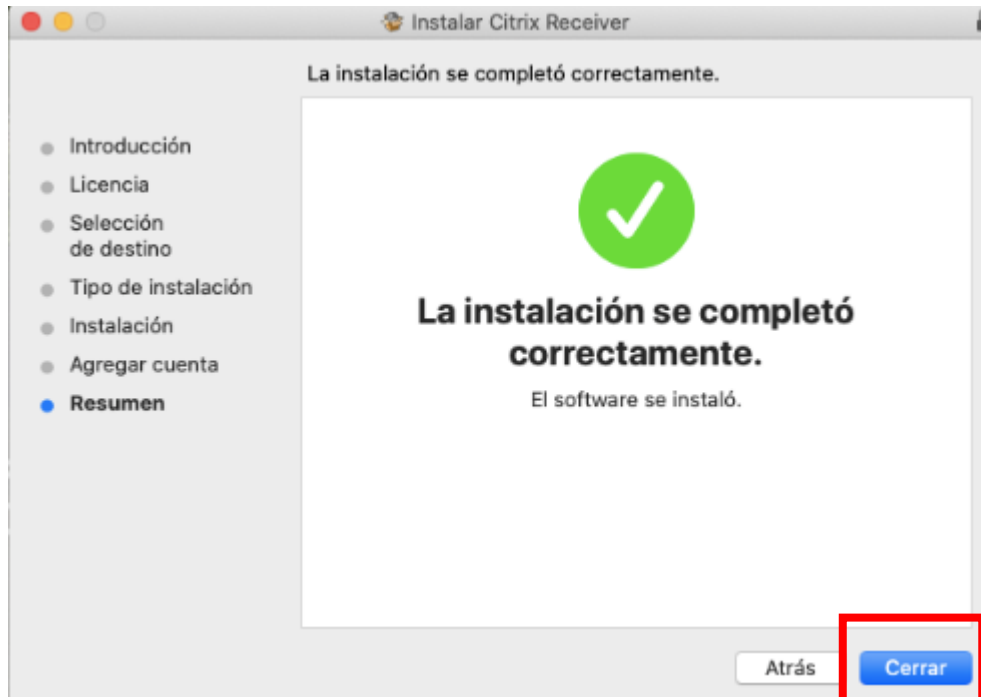 Instalar Citrix Receiver
La instalación se completó correctamente.
Introducción
Licencia
Selección
de destino
Tipo de instalación
Instalación
Agregar cuenta
Resumen
La instalación se completó
correctamente.
El software se instaló.
Atrás
Cerrar